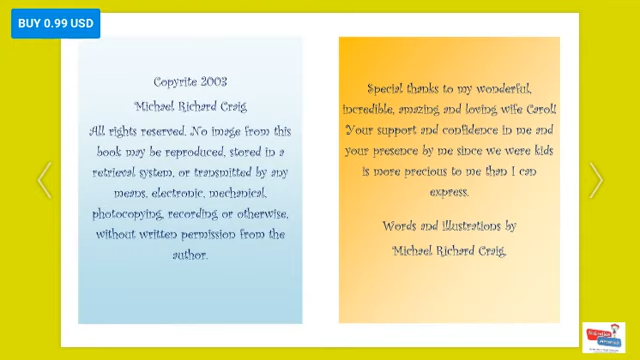 BUY 0.99 USD
Copyrite 2003
Michael Richard Craig
All rights reserved. No image from this
book may be reproduced, stored in a
retrieval system, or transmitted by any
means, electronic, mechanical,
photocopying, recording or otherwise,
without written permission from the
author.
Special thanks to my wonderful,
incredible, amazing and loving wife Carol!
Your support and confidence in me and
your presence by me since we were kids
is more precious to me than I can
express.
Words and illustrations by
Michael Richard Craig.